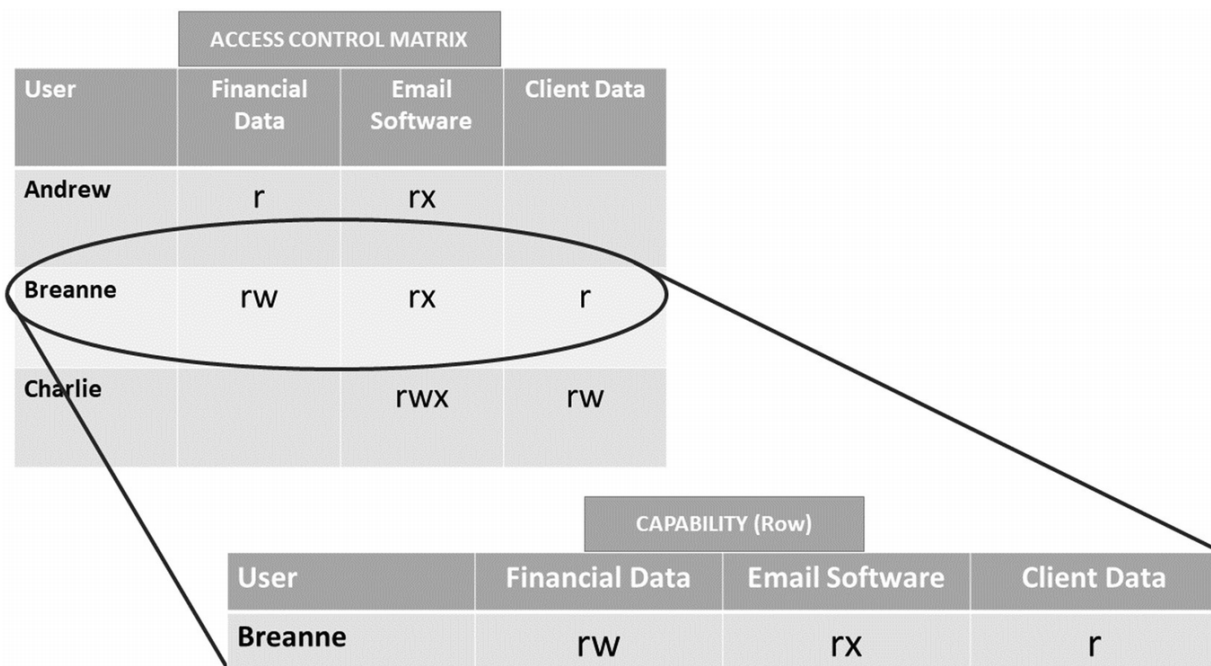 ACCESS CONTROL MATRIX
User Financial Data Email Software Client Data
Andrew r rx
Breanne rw rx r
Charlie rwx rw
CAPABILITY (Row)
User Financial Data Email Software Client Data
Breanne rw rx r